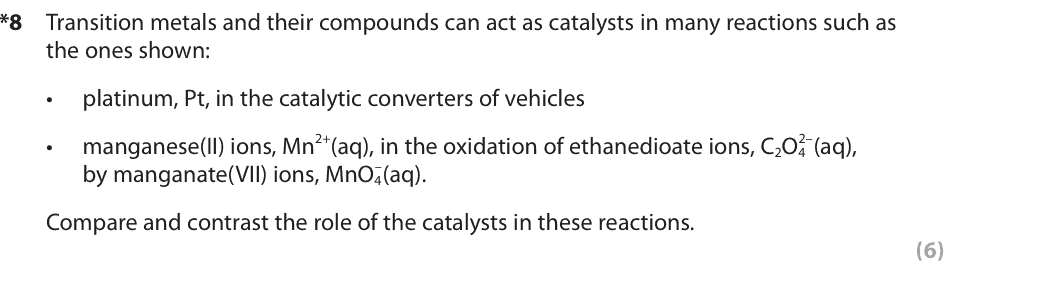 *8 Transition metals and their compounds can act as catalysts in many reactions such as
the ones shown:
• platinum, Pt, in the catalytic converters of vehicles
• manganese(II) ions, Mn²⁺(aq), in the oxidation of ethanedioate ions, C₂O₄²⁻(aq),
by manganate(VII) ions, MnO₄⁻(aq).
Compare and contrast the role of the catalysts in these reactions.
(6)